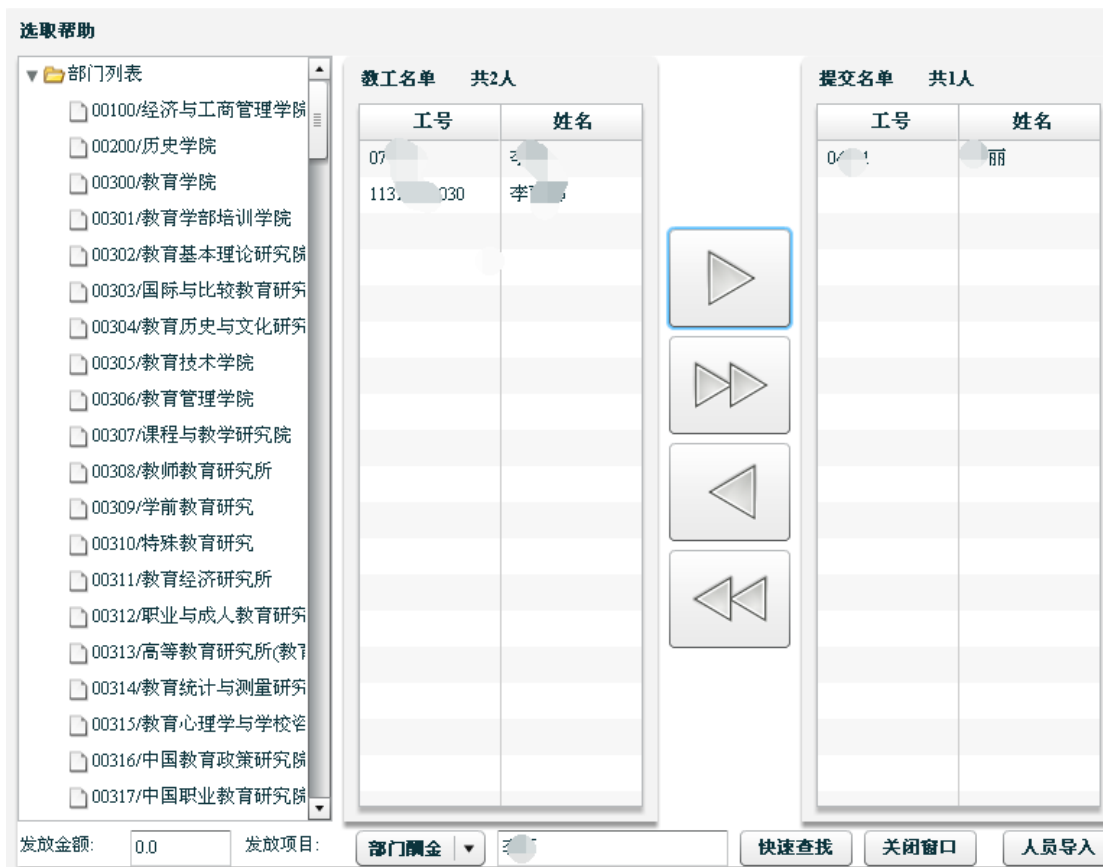 选取帮助
部门列表
00100/经济与工商管理学院
00200/历史学院
00300/教育学院
00301/教育学部培训学院
00302/教育基本理论研究院
00303/国际与比较教育研究
00304/教育历史与文化研究
00305/教育技术学院
00306/教育管理学院
00307/课程与教学研究院
00308/教师教育研究所
00309/学前教育研究
00310/特殊教育研究
00311/教育经济研究所
00312/职业与成人教育研究
00313/高等教育研究所(教育
00314/教育统计与测量研究
00315/教育心理学与学校咨
00316/中国教育政策研究院
00317/中国职业教育研究院
教工名单 共2人
工号 姓名
07
113 030 李
提交名单 共1人
工号 姓名
丽
发放金额: 0.0 发放项目: 部门酬金 快速查找 关闭窗口 人员导入